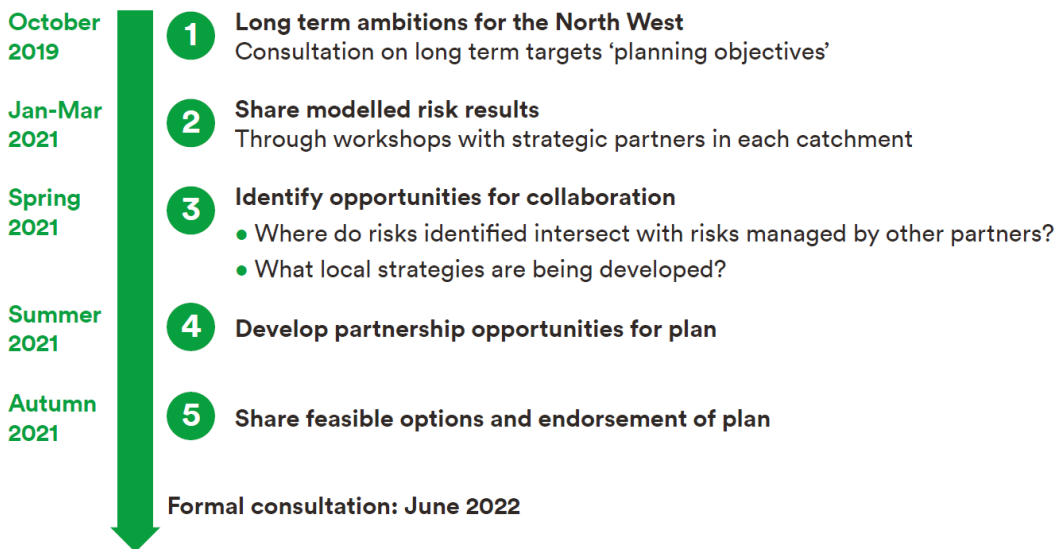 October
2019
1
Long term ambitions for the North West
Consultation on long term targets ‘planning objectives’
Jan-Mar
2021
2
Share modelled risk results
Through workshops with strategic partners in each catchment
Spring
2021
3
Identify opportunities for collaboration
• Where do risks identified intersect with risks managed by other partners?
• What local strategies are being developed?
Summer
2021
4
Develop partnership opportunities for plan
Autumn
2021
5
Share feasible options and endorsement of plan
Formal consultation: June 2022